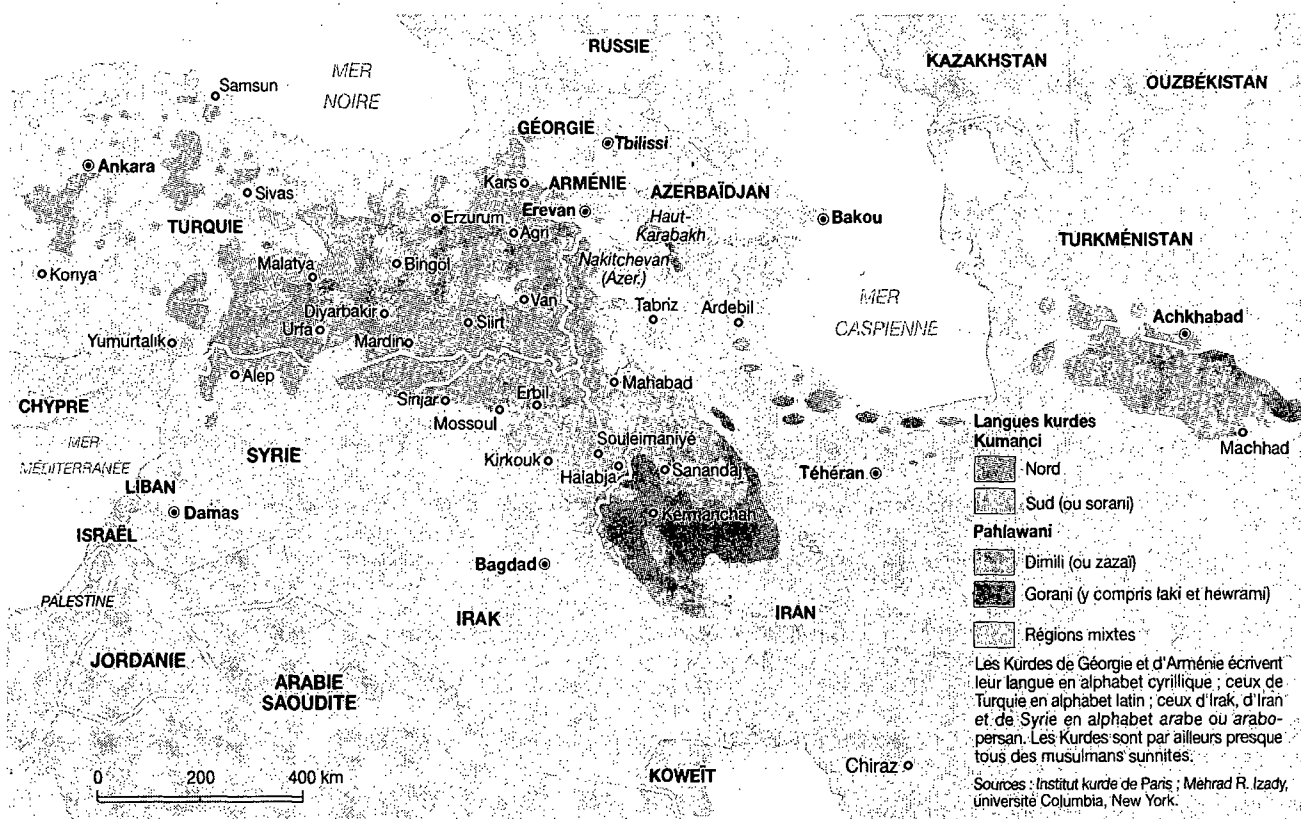 RUSSIE
KAZAKHSTAN
OUZBÉKISTAN
MER
NOIRE
Samsun
GÉORGIE
Tbilissi
Ankara
Kars
ARMÉNIE
AZERBAÏDJAN
Sivas
Erzurum
Erevan
Haut-
Karabakh
Bakou
TURQUIE
Agri
TURKMÉNISTAN
Konya
Malatya
Bingöl
Nakitchevan
(Azer.)
Van
Tabriz
Ardebil
MER
CASPIENNE
Diyarbakir
Urfa
Siirt
Achkhabad
Yumurtalik
Mardin
Alep
Mahabad
CHYPRE
Sinjar
Erbil
Mossoul
MER
MÉDITERRANÉE
SYRIE
Kirkouk
Souleimaniyé
Halabja
Sanandaj
Téhéran
Machhad
LIBAN
Damas
Kermanchah
ISRAËL
Bagdad
PALESTINE
IRAK
IRAN
JORDANIE
ARABIE
SAOUDITE
KOWEÏT
Chiraz
0 200 400 km
Langues kurdes
Kumanci
Nord
Sud (ou sorani)
Pahlawani
Dimili (ou zazaï)
Gorani (y compris laki et hewrami)
Régions mixtes
Les Kurdes de Géorgie et d'Arménie écrivent
leur langue en alphabet cyrillique ; ceux de
Turquie en alphabet latin ; ceux d'Irak, d'Iran
et de Syrie en alphabet arabe ou arabo-
persan. Les Kurdes sont par ailleurs presque
tous des musulmans sunnites.
Sources : Institut kurde de Paris ; Mehrad R. Izady,
université Columbia, New York.